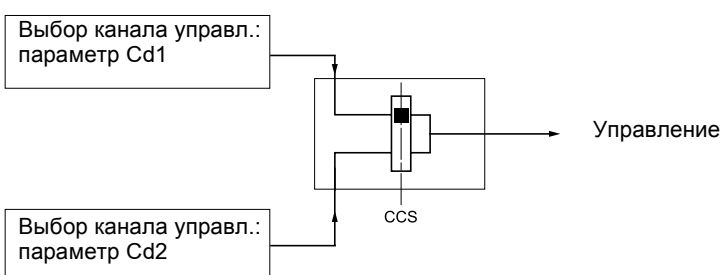 Выбор канала управл.:
параметр Cd1
Управление
CCS
Выбор канала управл.:
параметр Cd2